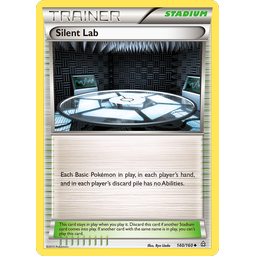 TRAINER
STADIUM
Silent Lab
Each Basic Pokémon in play, in each player's
hand, and in each player's discard pile has no Abilities.
This card stays in play when you play it. Discard this card if another Stadium
card comes into play. If another card with the same name is in play, you can't
play this card.
Illus. Ryo Ueda
140/160
©2015 Pokémon